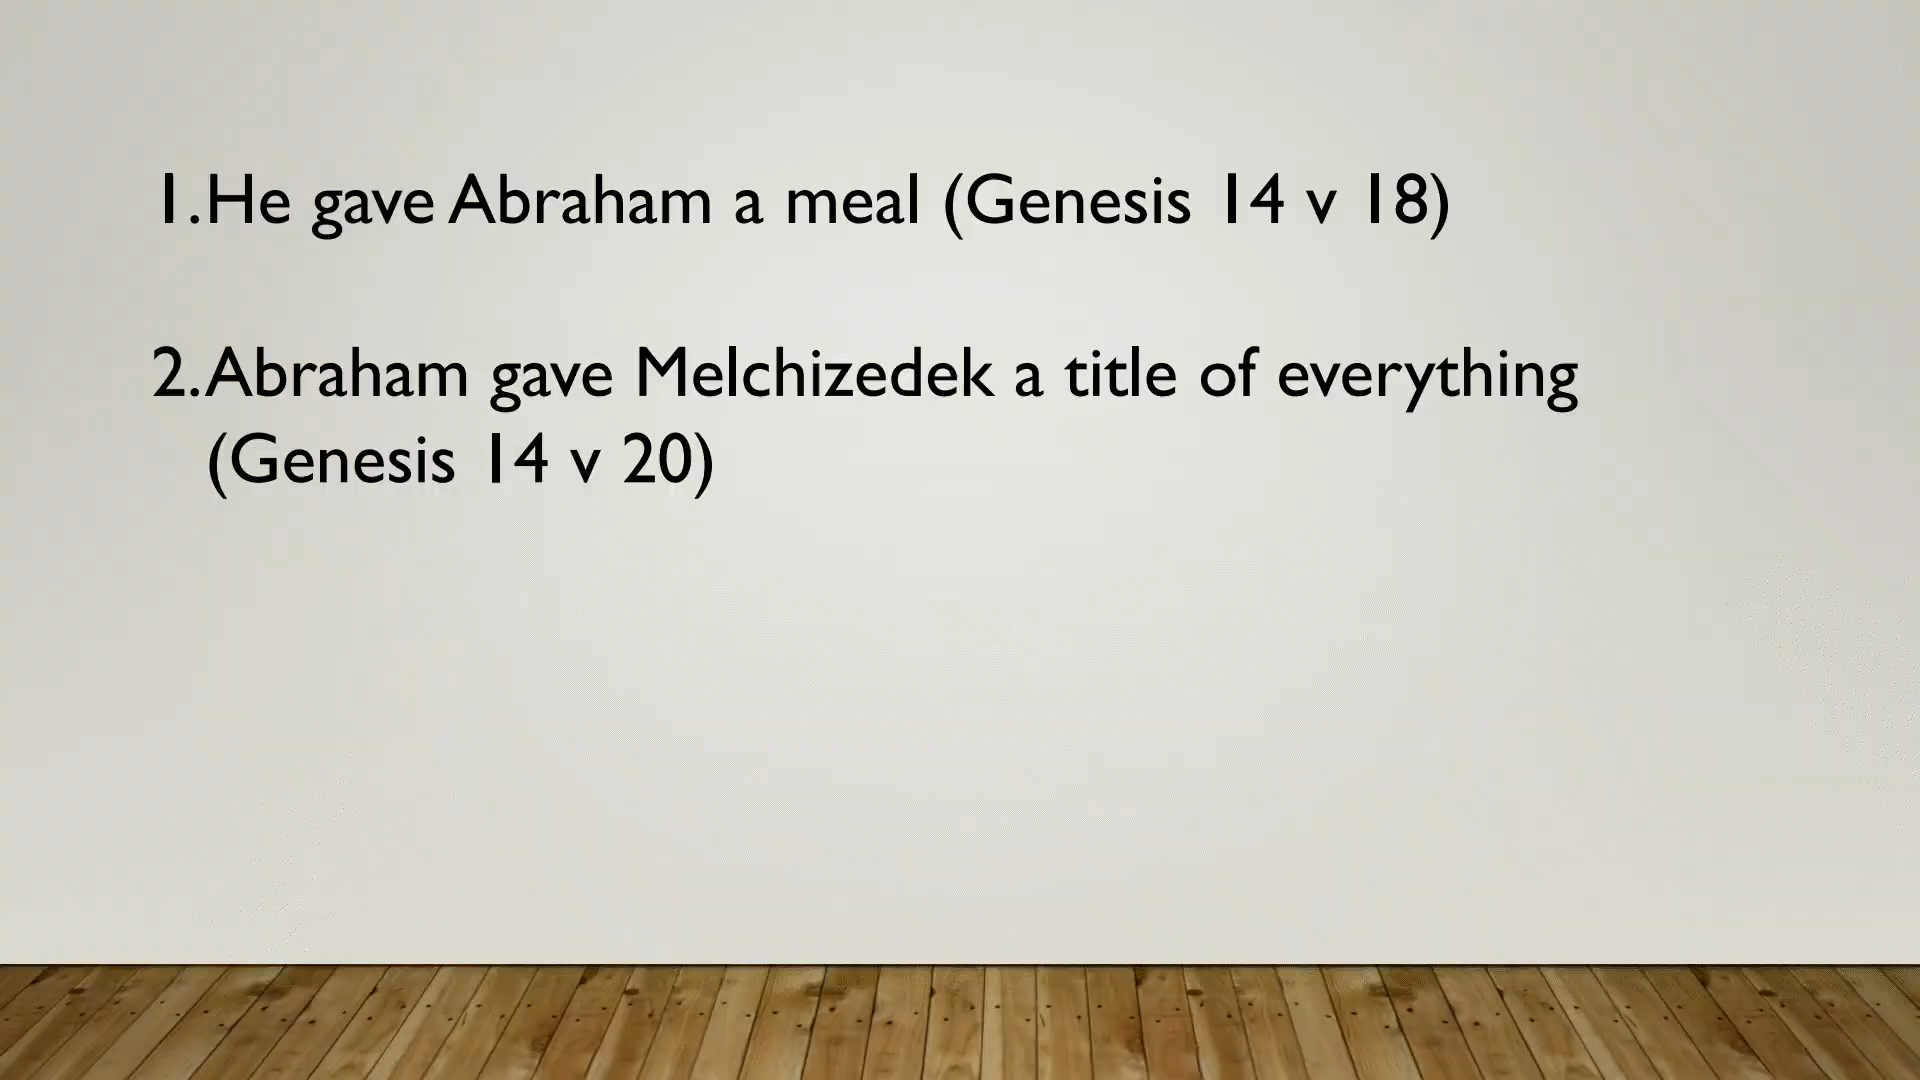 1.He gave Abraham a meal (Genesis 14 v 18)
2.Abraham gave Melchizedek a title of everything
(Genesis 14 v 20)